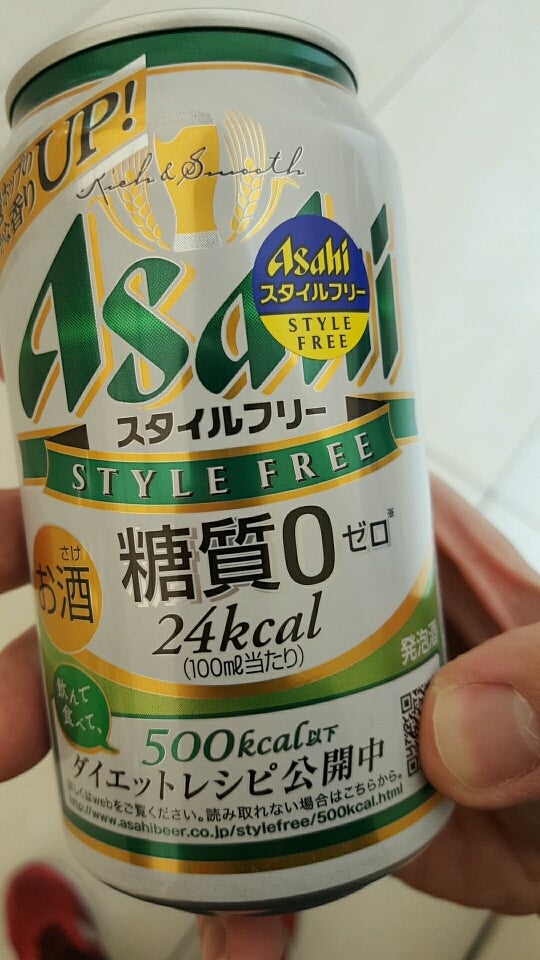 UP!
Rich & Smooth
Asahi
Asahi
スタイルフリー
STYLE
FREE
スタイルフリー
STYLE FREE
糖質0ゼロ※
さけ
お酒
24kcal
(100ml当たり)
発泡酒
飲んで
食べて、
500kcal以下
ダイエットレシピ公開中
詳しくはwebをご覧ください。読み取れない場合はこちらから。
http://www.asahibeer.co.jp/stylefree/500kcal.html